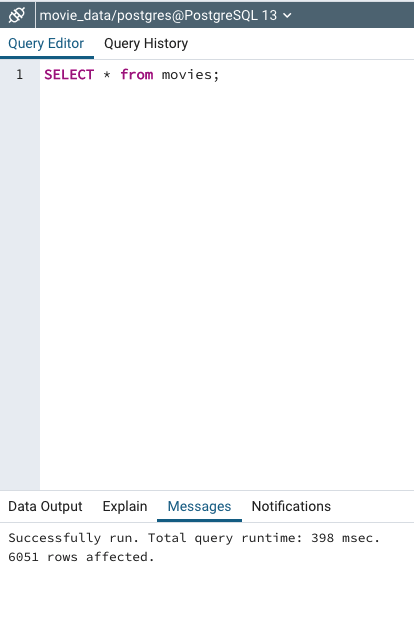 movie_data/postgres@PostgreSQL 13
Query Editor Query History
1 SELECT * from movies;
Data Output Explain Messages Notifications
Successfully run. Total query runtime: 398 msec.
6051 rows affected.